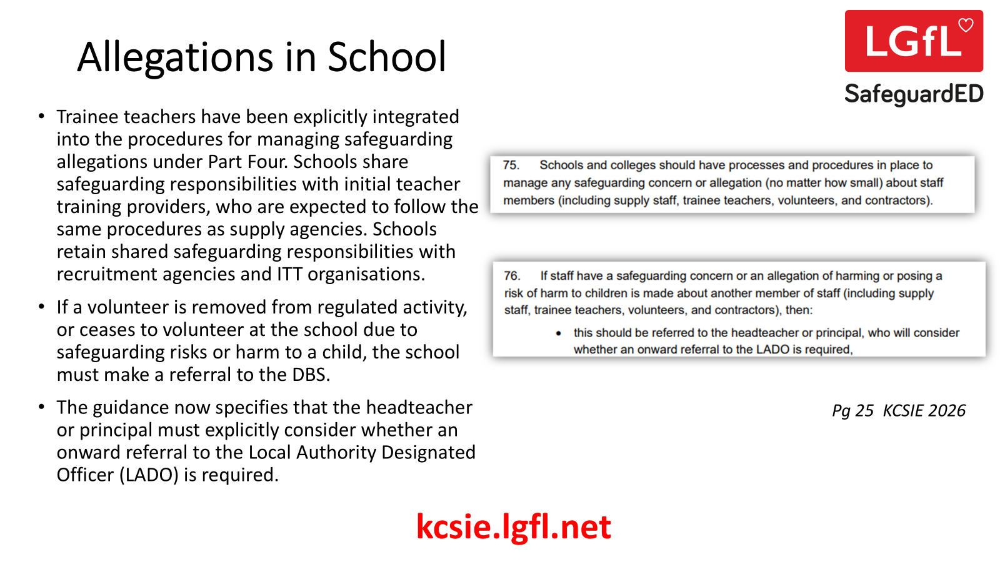 Allegations in School
LGfL
SafeguardED
• Trainee teachers have been explicitly integrated
into the procedures for managing safeguarding
allegations under Part Four. Schools share
safeguarding responsibilities with initial teacher
training providers, who are expected to follow the
same procedures as supply agencies. Schools
retain shared safeguarding responsibilities with
recruitment agencies and ITT organisations.
• If a volunteer is removed from regulated activity,
or ceases to volunteer at the school due to
safeguarding risks or harm to a child, the school
must make a referral to the DBS.
• The guidance now specifies that the headteacher
or principal must explicitly consider whether an
onward referral to the Local Authority Designated
Officer (LADO) is required.
75. Schools and colleges should have processes and procedures in place to
manage any safeguarding concern or allegation (no matter how small) about staff
members (including supply staff, trainee teachers, volunteers, and contractors).
76. If staff have a safeguarding concern or an allegation of harming or posing a
risk of harm to children is made about another member of staff (including supply
staff, trainee teachers, volunteers, and contractors), then:
• this should be referred to the headteacher or principal, who will consider
whether an onward referral to the LADO is required,
Pg 25 KCSIE 2026
kcsie.lgfl.net